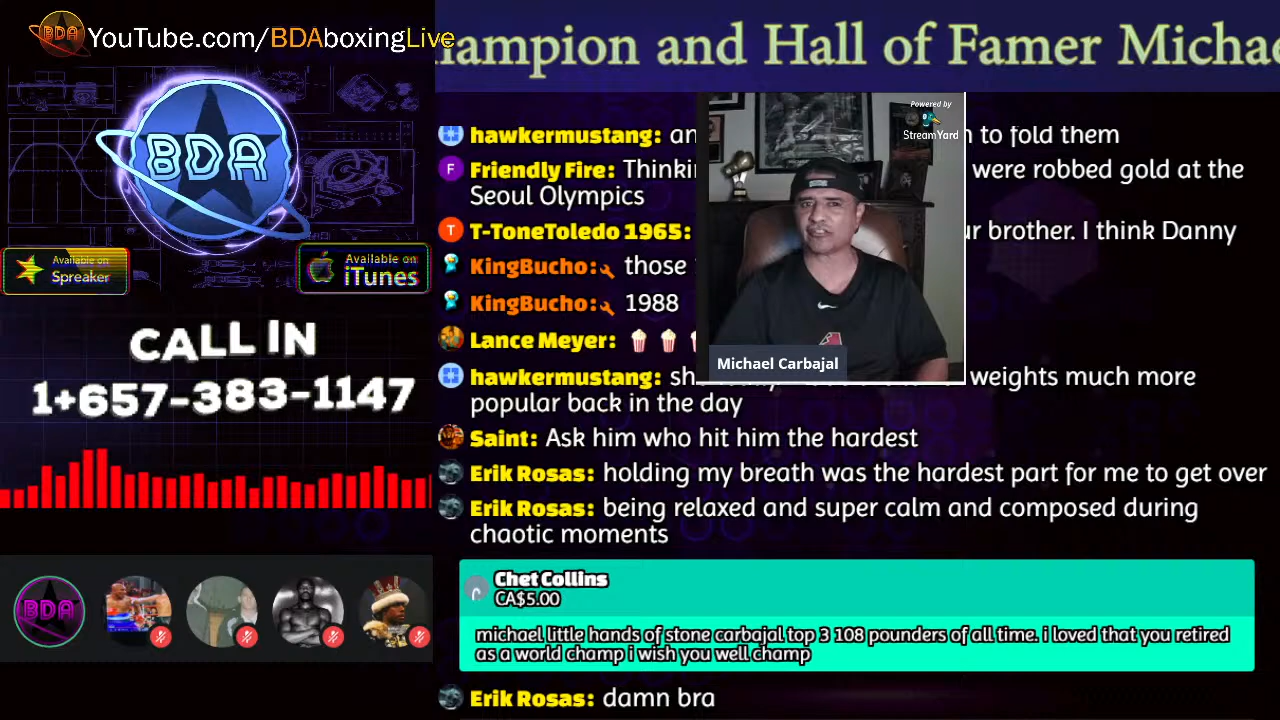 BDA YouTube.com/BDAboxingLive
ampion and Hall of Famer Michae
BDA
Available on
Spreaker
Available on
iTunes
CALL IN
1+657-383-1147
BDA
Powered by
StreamYard
Michael Carbajal
hawkermustang: an n to fold them
Friendly Fire: Thinki were robbed gold at the
Seoul Olympics
T-ToneToledo 1965: ur brother. I think Danny
KingBucho: those
KingBucho: 1988
Lance Meyer:
hawkermustang: weights much more
popular back in the day
Saint: Ask him who hit him the hardest
Erik Rosas: holding my breath was the hardest part for me to get over
Erik Rosas: being relaxed and super calm and composed during
chaotic moments
Chet Collins
CA$5.00
michael little hands of stone carbajal top 3 108 pounders of all time. i loved that you retired
as a world champ i wish you well champ
Erik Rosas: damn bra